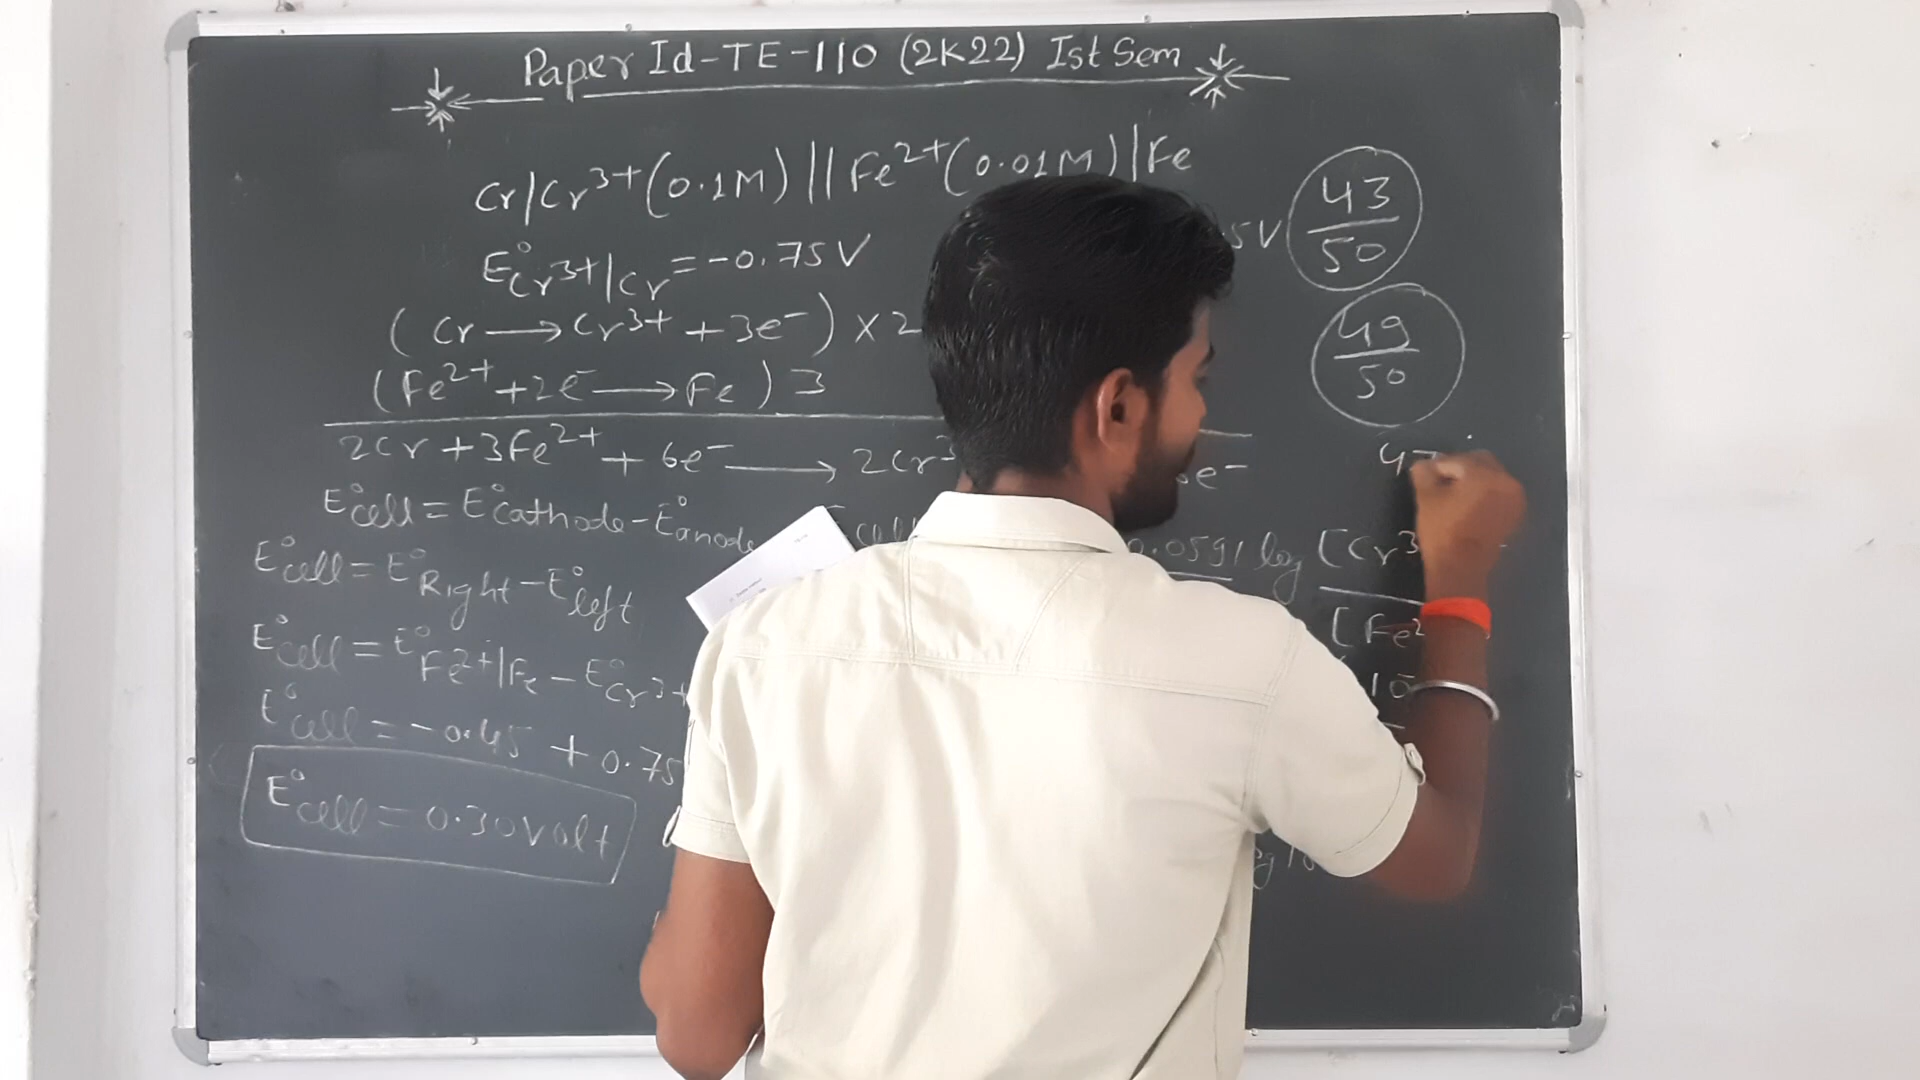 Paper Id-TE-110 (2K22) Ist Sem
Cr/Cr³⁺(0.1M)||Fe²⁺(0.01M)|Fe
E°Cr³⁺/Cr = -0.75V
5V
43/50
(Cr → Cr³⁺ + 3e⁻) × 2
49/50
(Fe²⁺ + 2e⁻ → Fe) 3
2Cr + 3Fe²⁺ + 6e⁻ → 2Cr³
e⁻
E°cell = E°cathode - E°anode
0.0591 log [Cr³
[Fe²
E°cell = E°Right - E°left
E°cell = E°Fe²⁺/Fe - E°Cr³⁺
10⁻
E°cell = -0.45 + 0.75
E°cell = 0.30 volt